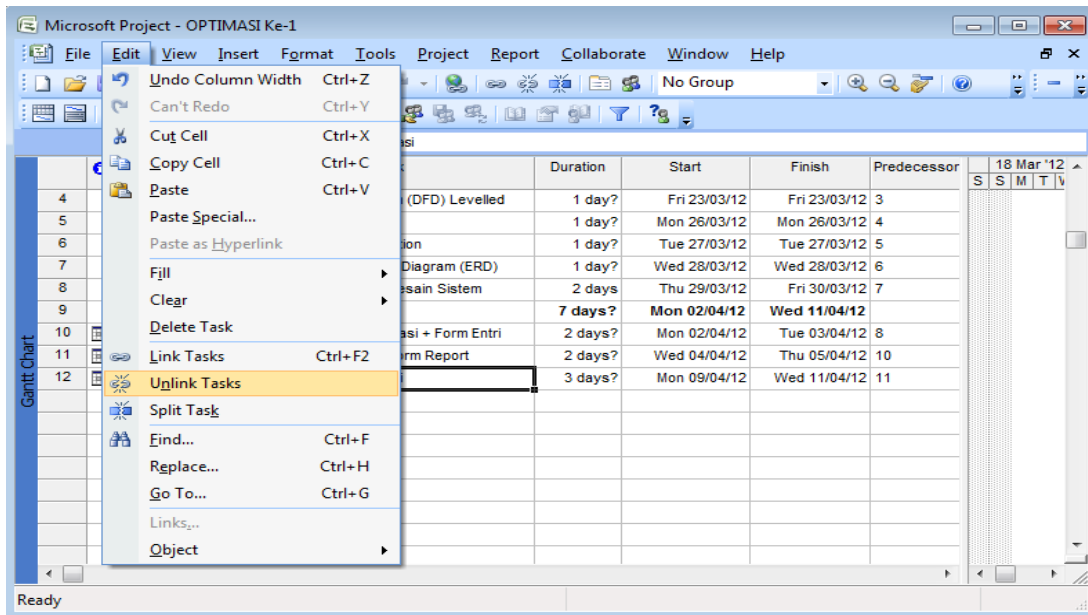 Microsoft Project - OPTIMASI Ke-1
File Edit View Insert Format Tools Project Report Collaborate Window Help
No Group
Undo Column Width Ctrl+Z
Can't Redo Ctrl+Y
Cut Cell Ctrl+X
Copy Cell Ctrl+C
Paste Ctrl+V
Paste Special...
Paste as Hyperlink
Fill
Clear
Delete Task
Link Tasks Ctrl+F2
Unlink Tasks
Split Task
Find... Ctrl+F
Replace... Ctrl+H
Go To... Ctrl+G
Links...
Object
asi
Duration Start Finish Predecessor 18 Mar '12
S S M T
4 (DFD) Levelled 1 day? Fri 23/03/12 Fri 23/03/12 3
5 1 day? Mon 26/03/12 Mon 26/03/12 4
6 ion 1 day? Tue 27/03/12 Tue 27/03/12 5
7 Diagram (ERD) 1 day? Wed 28/03/12 Wed 28/03/12 6
8 esain Sistem 2 days Thu 29/03/12 Fri 30/03/12 7
9 7 days? Mon 02/04/12 Wed 11/04/12
10 asi + Form Entri 2 days? Mon 02/04/12 Tue 03/04/12 8
11 rm Report 2 days? Wed 04/04/12 Thu 05/04/12 10
12 3 days? Mon 09/04/12 Wed 11/04/12 11
Gantt Chart
Ready